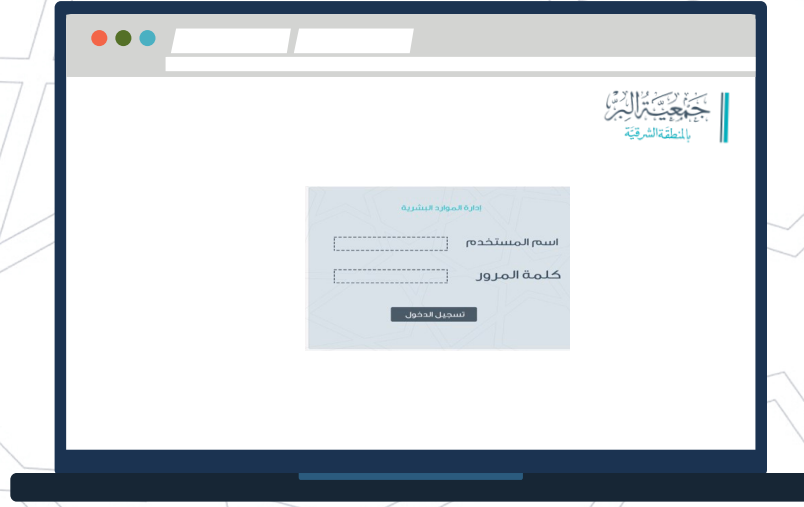 جمعية البر
بالمنطقة الشرقية
إدارة الموارد البشرية
اسم المستخدم
كلمة المرور
تسجيل الدخول